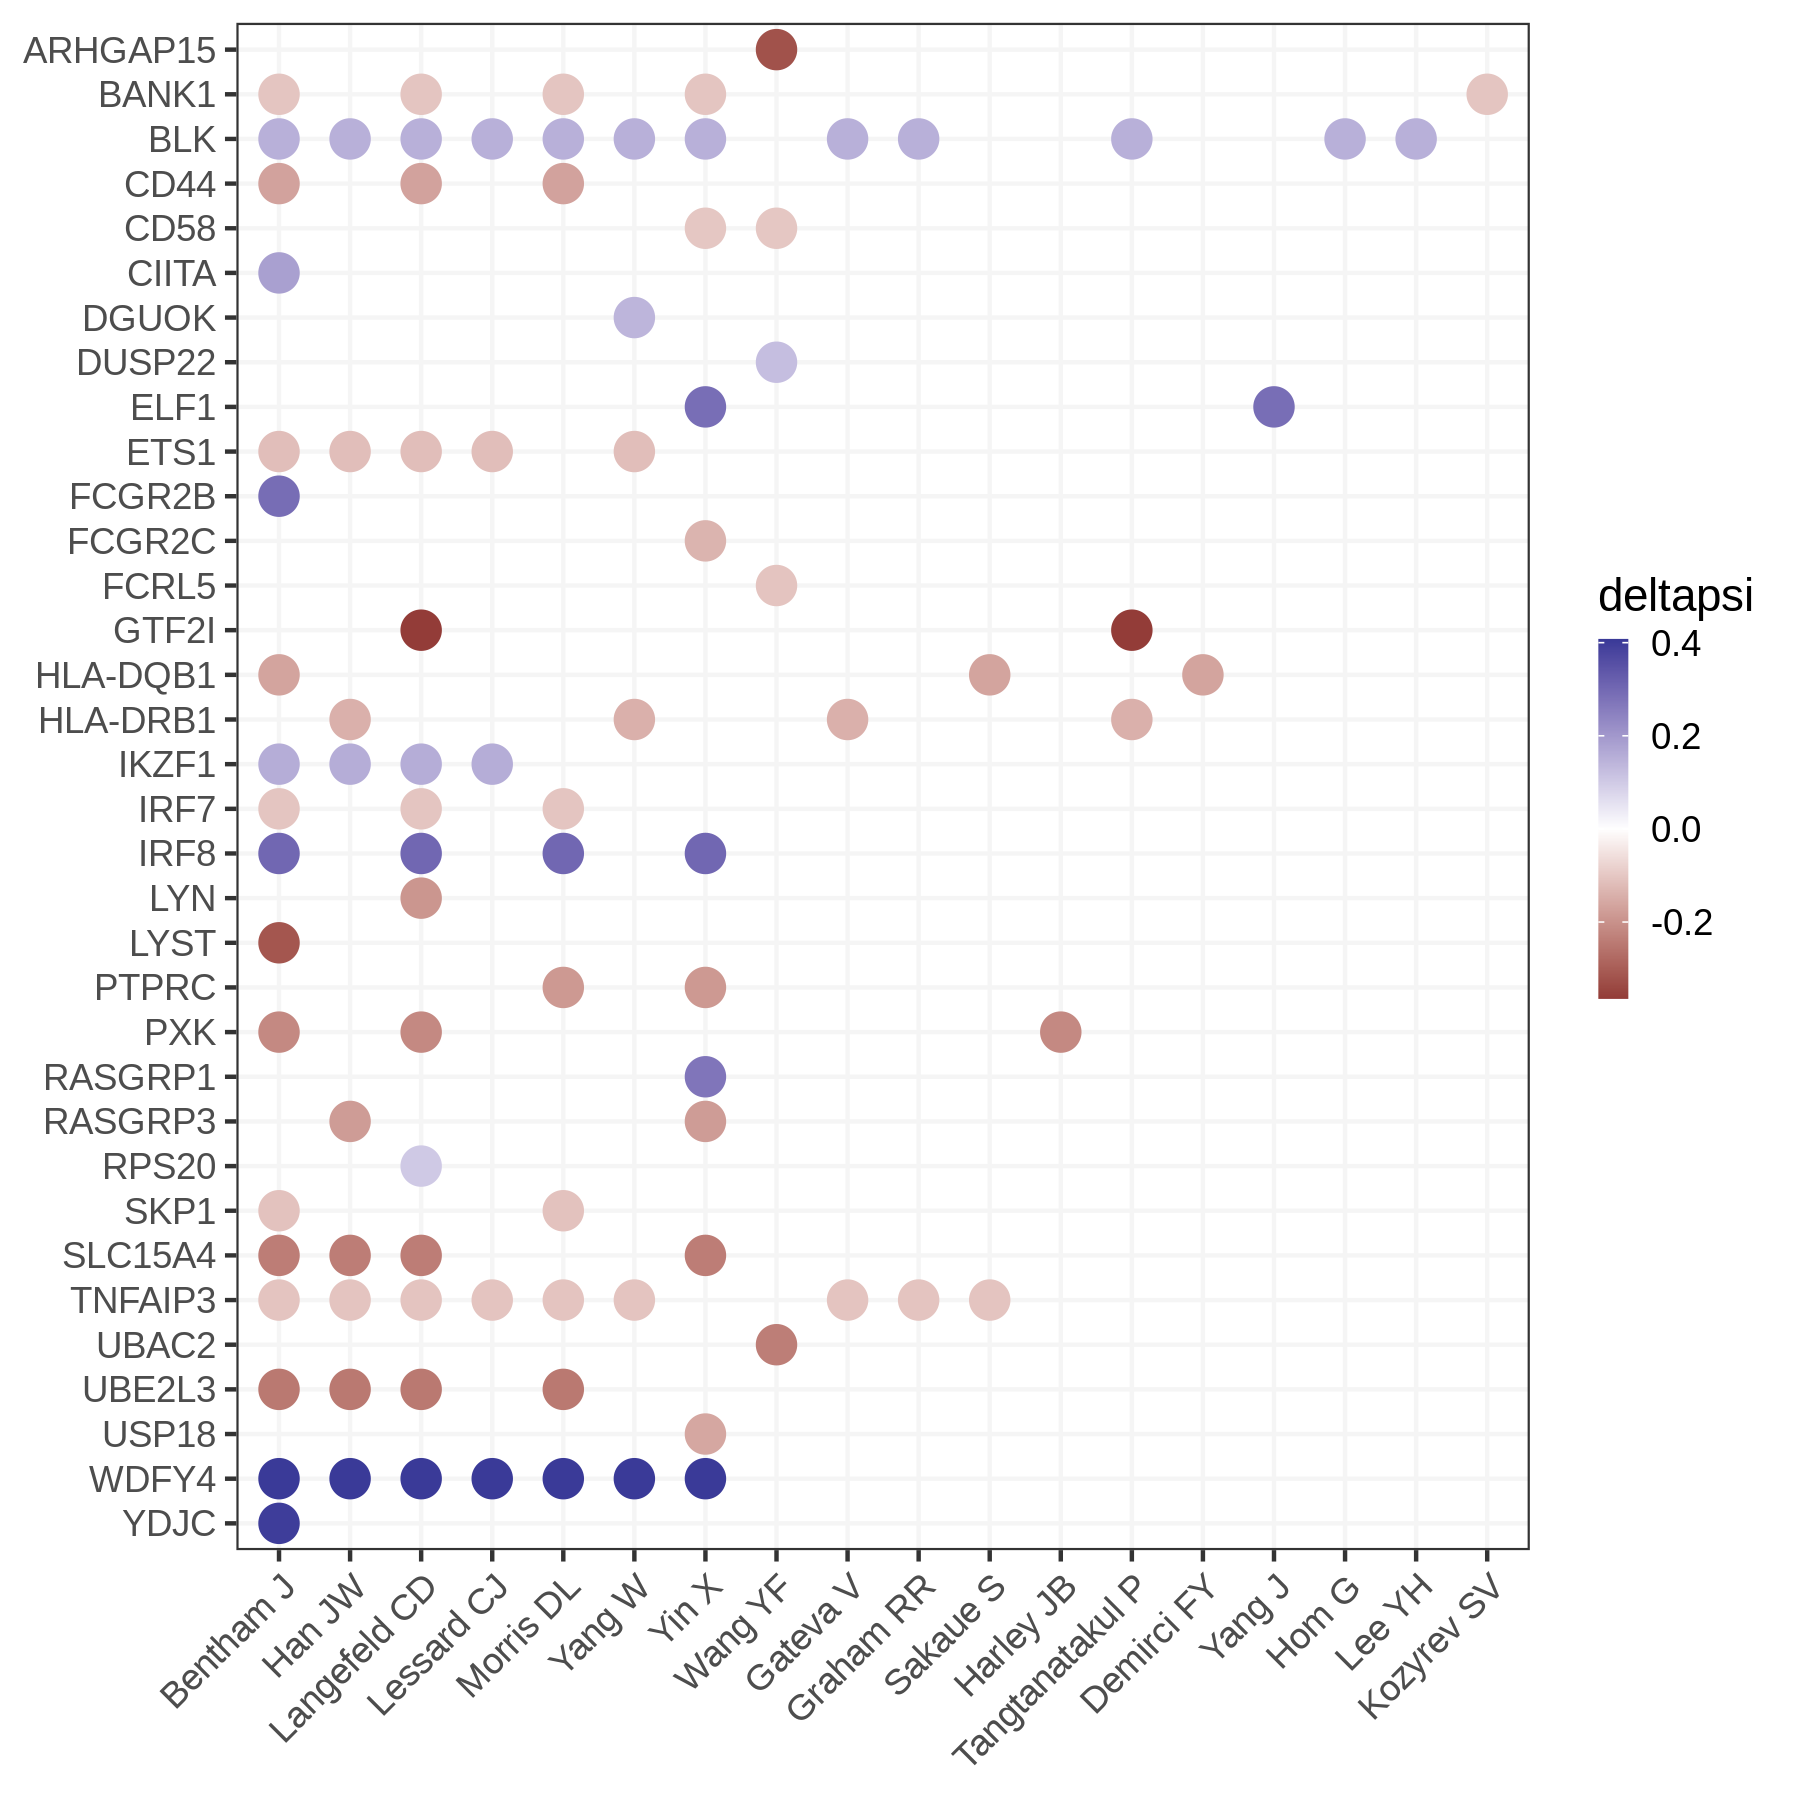 ARHGAP15
BANK1
BLK
CD44
CD58
CIITA
DGUOK
DUSP22
ELF1
ETS1
FCGR2B
FCGR2C
FCRL5
GTF2I
HLA-DQB1
HLA-DRB1
IKZF1
IRF7
IRF8
LYN
LYST
PTPRC
PXK
RASGRP1
RASGRP3
RPS20
SKP1
SLC15A4
TNFAIP3
UBAC2
UBE2L3
USP18
WDFY4
YDJC
Bentham J
Han JW
Langefeld CD
Lessard CJ
Morris DL
Yang W
Yin X
Wang YF
Gateva V
Graham RR
Sakaue S
Harley JB
Tangtanatakul P
Demirci FY
Yang J
Hom G
Lee YH
Kozyrev SV
deltapsi
0.4
0.2
0.0
-0.2